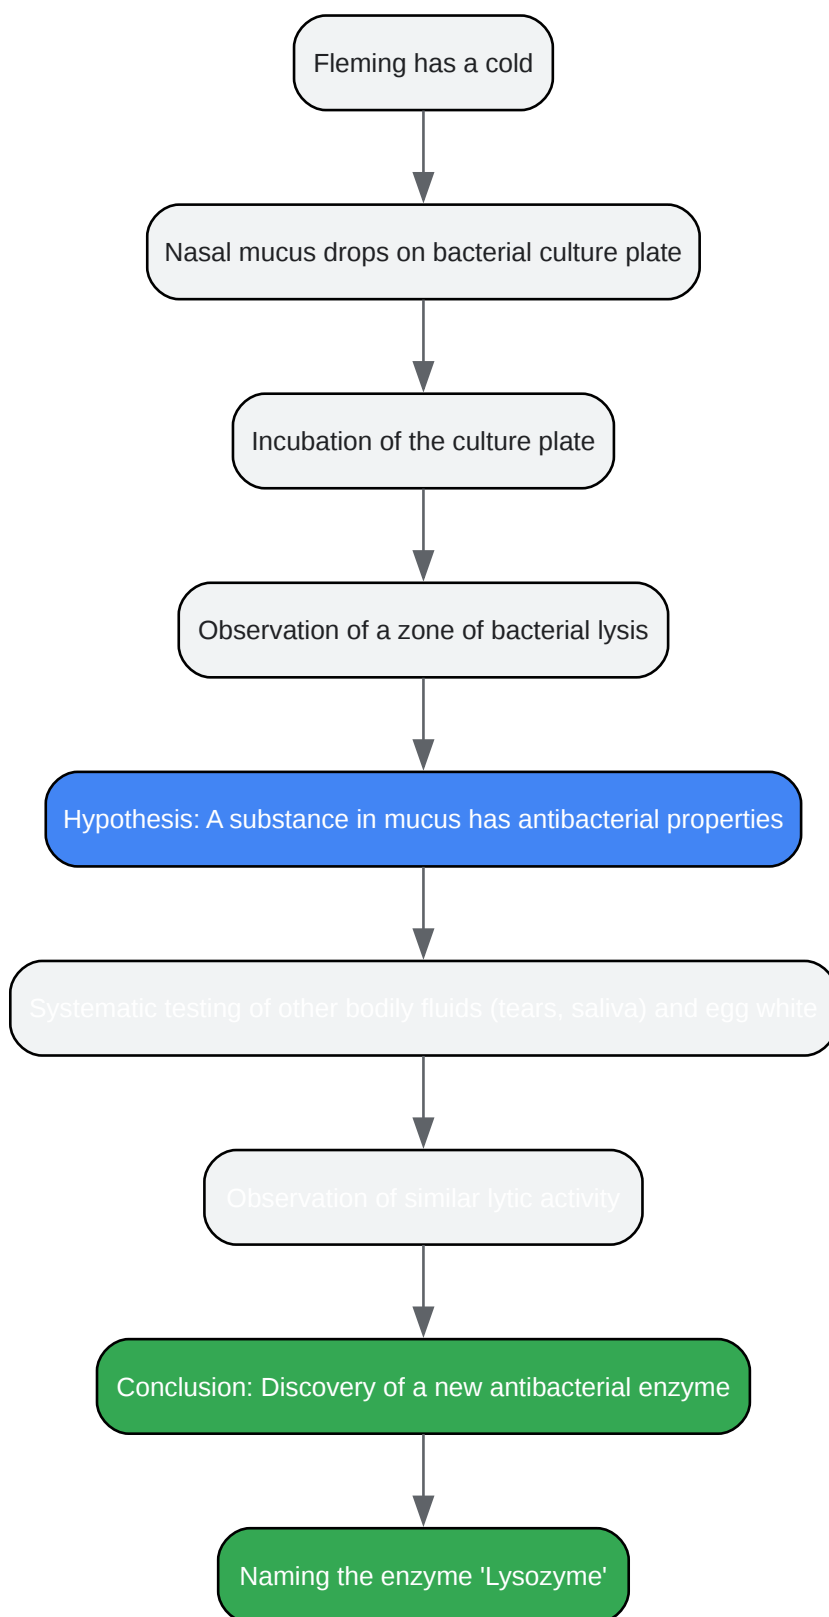 Fleming has a cold
Nasal mucus drops on bacterial culture plate
Incubation of the culture plate
Observation of a zone of bacterial lysis
Hypothesis: A substance in mucus has antibacterial properties
Systematic testing of other bodily fluids (tears, saliva) and egg white
Observation of similar lytic activity
Conclusion: Discovery of a new antibacterial enzyme
Naming the enzyme 'Lysozyme'